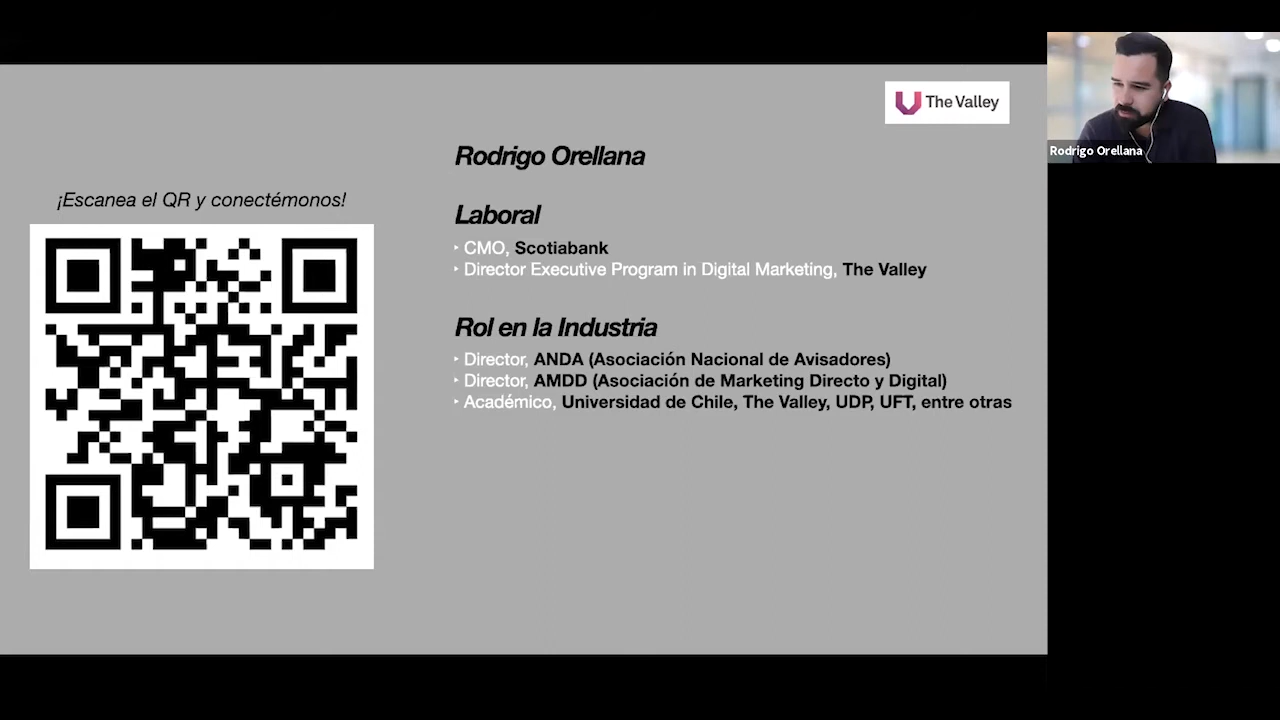 The Valley
Rodrigo Orellana
Rodrigo Orellana
¡Escanea el QR y conectémonos!
Laboral
‣ CMO, Scotiabank
‣ Director Executive Program in Digital Marketing, The Valley
Rol en la Industria
‣ Director, ANDA (Asociación Nacional de Avisadores)
‣ Director, AMDD (Asociación de Marketing Directo y Digital)
‣ Académico, Universidad de Chile, The Valley, UDP, UFT, entre otras